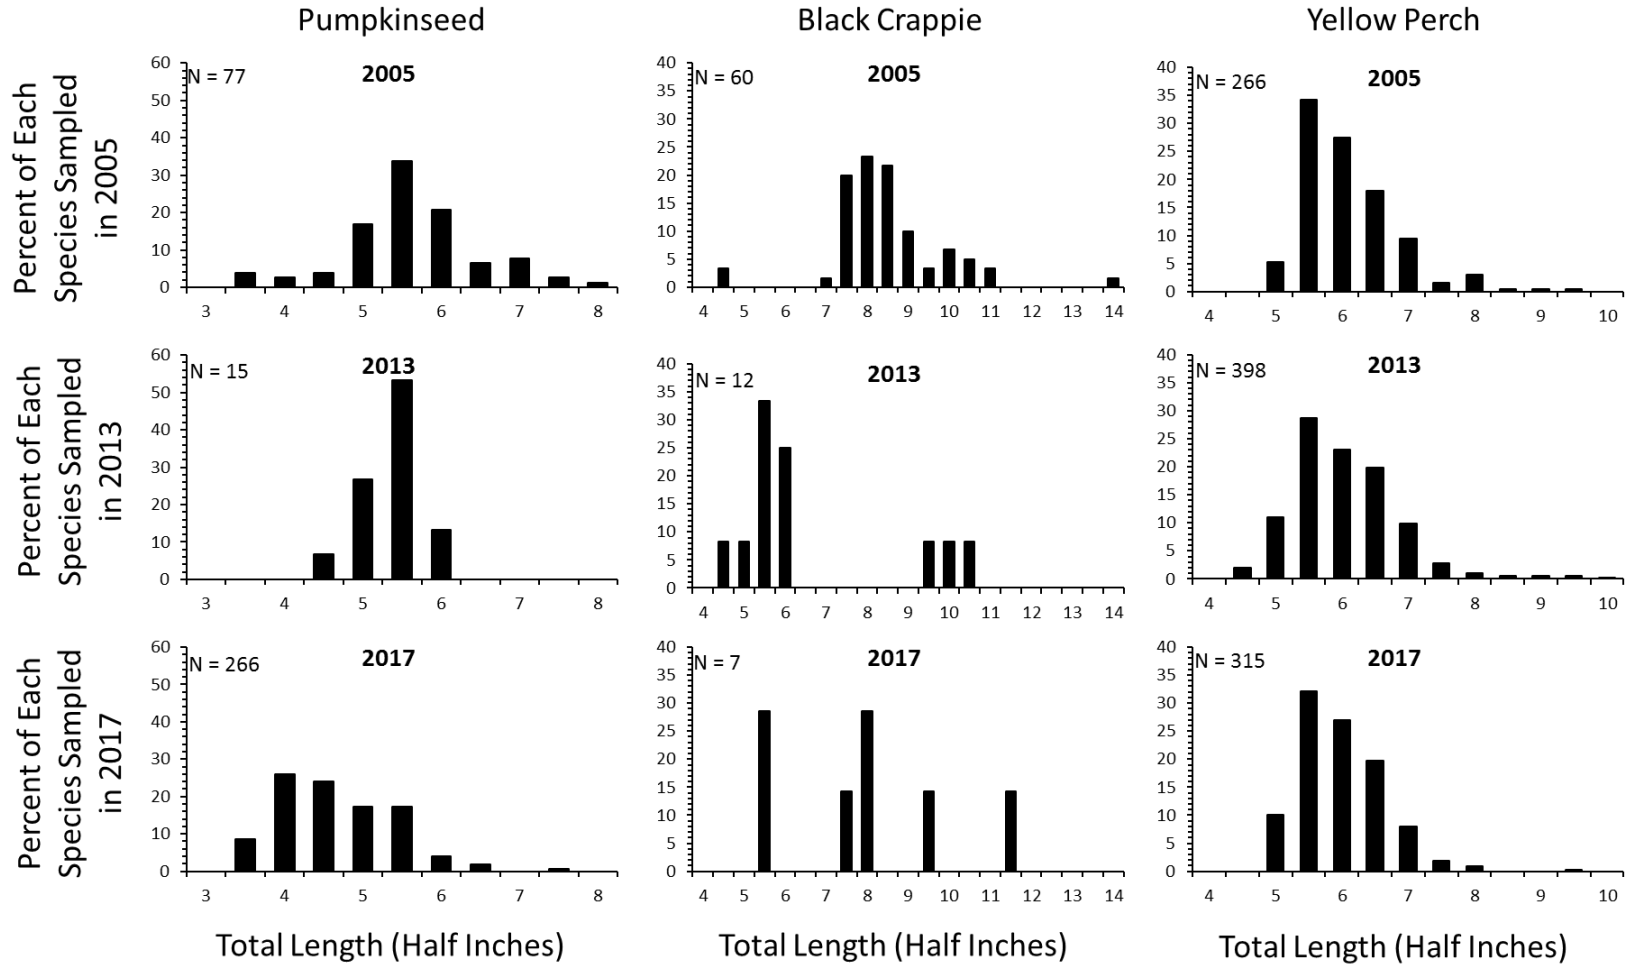 Pumpkinseed
Black Crappie
Yellow Perch
Percent of Each
Species Sampled
in 2005
60
50
40
30
20
10
0
N = 77
2005
3 4 5 6 7 8
40
35
30
25
20
15
10
5
0
N = 60
2005
4 5 6 7 8 9 10 11 12 13 14
40
35
30
25
20
15
10
5
0
N = 266
2005
4 5 6 7 8 9 10
Percent of Each
Species Sampled
in 2013
60
50
40
30
20
10
0
N = 15
2013
3 4 5 6 7 8
40
35
30
25
20
15
10
5
0
N = 12
2013
4 5 6 7 8 9 10 11 12 13 14
40
35
30
25
20
15
10
5
0
N = 398
2013
4 5 6 7 8 9 10
Percent of Each
Species Sampled
in 2017
60
50
40
30
20
10
0
N = 266
2017
3 4 5 6 7 8
40
35
30
25
20
15
10
5
0
N = 7
2017
4 5 6 7 8 9 10 11 12 13 14
40
35
30
25
20
15
10
5
0
N = 315
2017
4 5 6 7 8 9 10
Total Length (Half Inches)
Total Length (Half Inches)
Total Length (Half Inches)